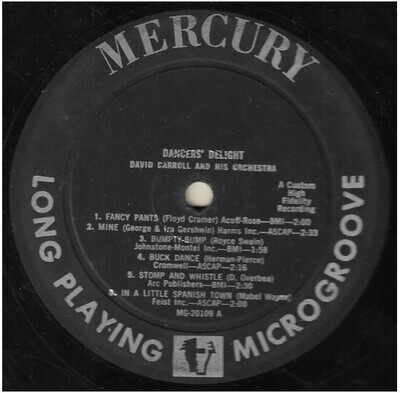 MERCURY
DANCERS' DELIGHT
DAVID CARROLL AND HIS ORCHESTRA
A Custom
High
Fidelity
Recording
1. FANCY PANTS (Floyd Cramer) Acuff-Rose—BMI—2:00
2. MINE (George & Ira Gershwin) Harms Inc.—ASCAP—2:33
3. BUMPTY-BUMP (Royce Swain)
Johnstone-Montei Inc.—BMI—1:58
4. BUCK DANCE (Herman-Pierce)
Cromwell—ASCAP—2:16
5. STOMP AND WHISTLE (D. Overbea)
Arc Publishers—BMI—2:00
6. IN A LITTLE SPANISH TOWN (Mabel Wayne)
Feist Inc.—ASCAP—2:00
MG-20109 A
LONG PLAYING
MICROGROOVE